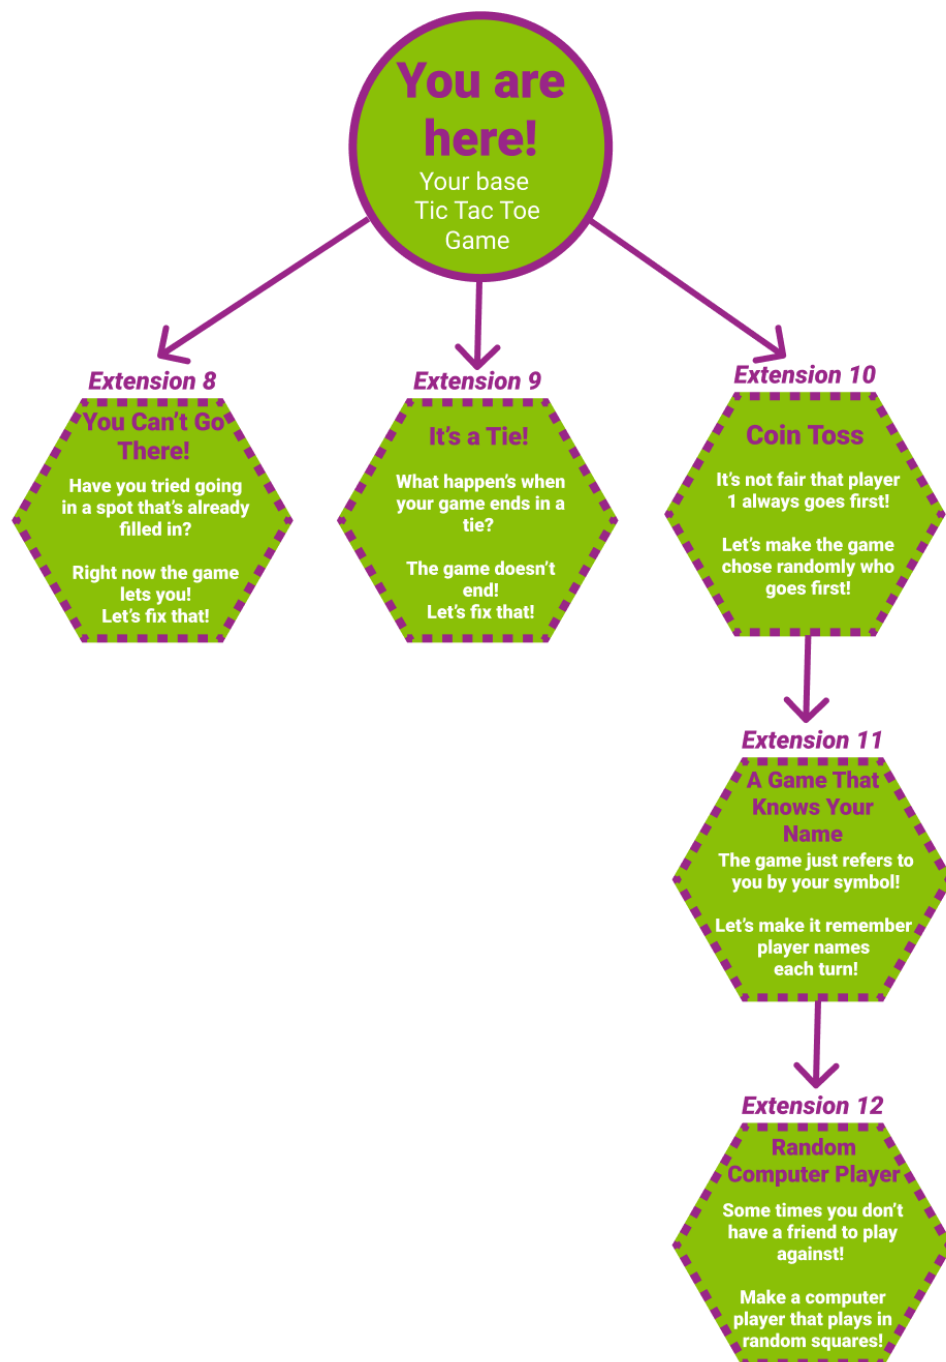 You are
here!
Your base
Tic Tac Toe
Game
Extension 8
You Can't Go
There!
Have you tried going
in a spot that's already
filled in?
Right now the game
lets you!
Let's fix that!
Extension 9
It's a Tie!
What happen's when
your game ends in a
tie?
The game doesn't
end!
Let's fix that!
Extension 10
Coin Toss
It's not fair that player
1 always goes first!
Let's make the game
chose randomly who
goes first!
Extension 11
A Game That
Knows Your
Name
The game just refers to
you by your symbol!
Let's make it remember
player names
each turn!
Extension 12
Random
Computer Player
Some times you don't
have a friend to play
against!
Make a computer
player that plays in
random squares!